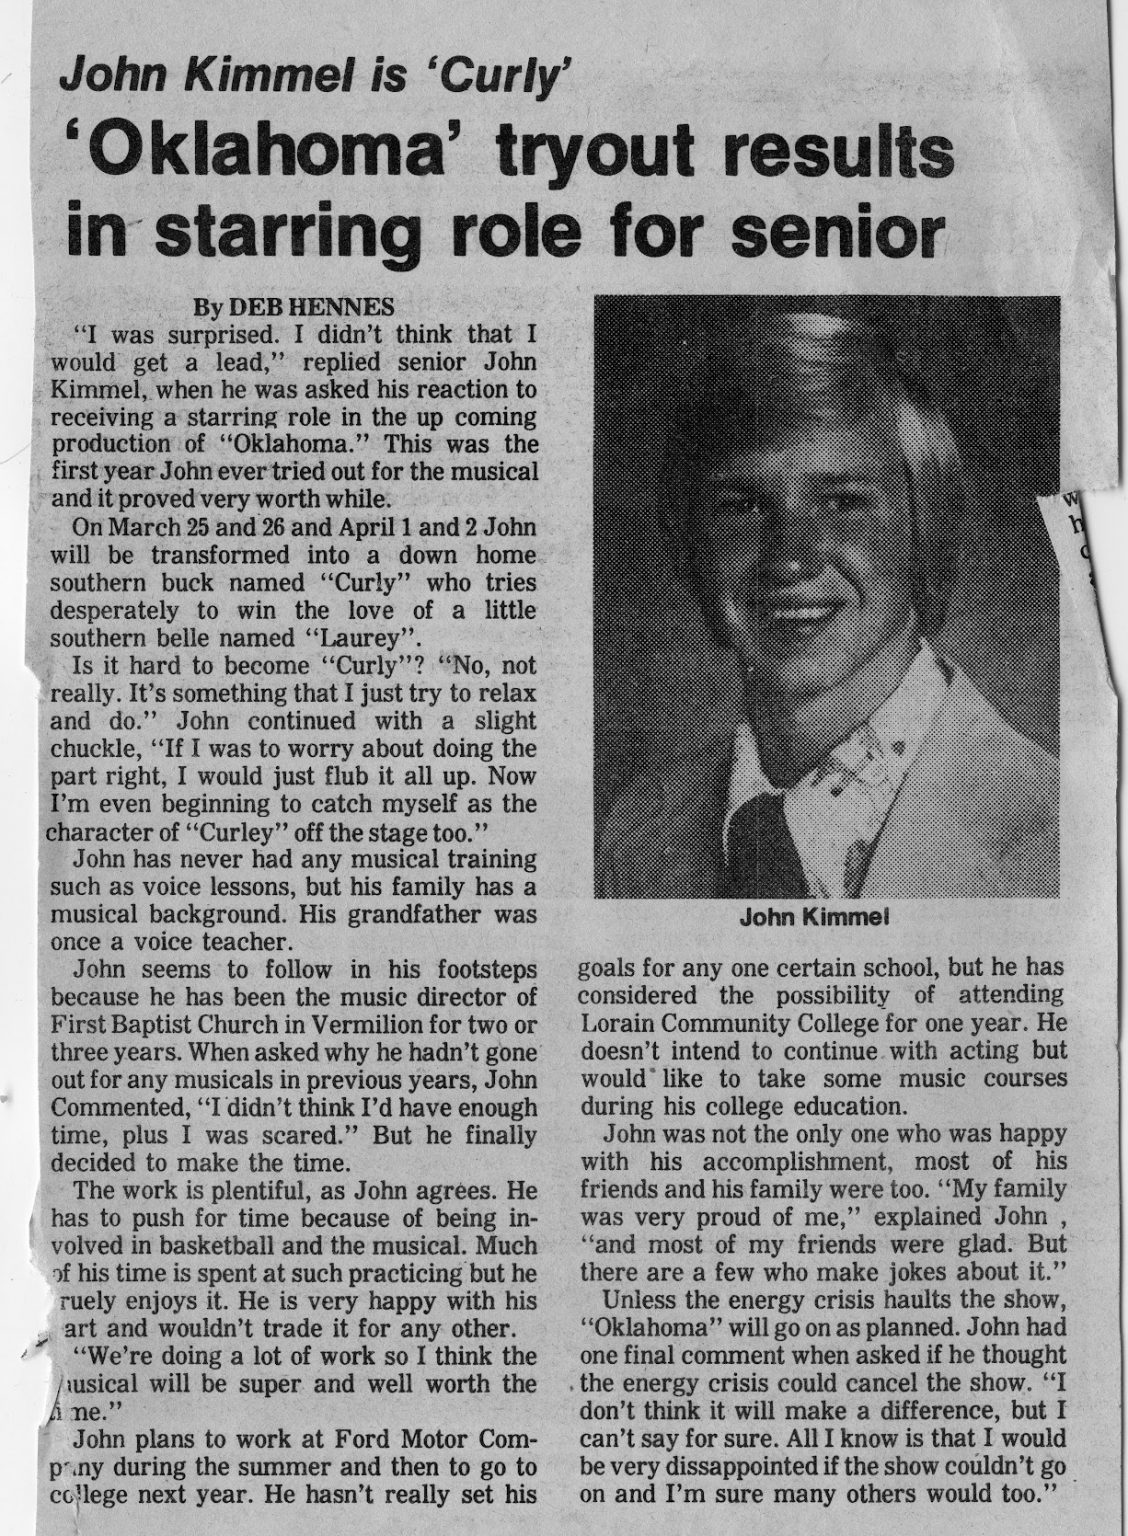 John Kimmel is ‘Curly’
‘Oklahoma’ tryout results
in starring role for senior
By DEB HENNES
“I was surprised. I didn’t think that I
would get a lead,” replied senior John
Kimmel, when he was asked his reaction to
receiving a starring role in the up coming
production of “Oklahoma.” This was the
first year John ever tried out for the musical
and it proved very worth while.
On March 25 and 26 and April 1 and 2 John
will be transformed into a down home
southern buck named “Curly” who tries
desperately to win the love of a little
southern belle named “Laurey”.
Is it hard to become “Curly”? “No, not
really. It’s something that I just try to relax
and do.” John continued with a slight
chuckle, “If I was to worry about doing the
part right, I would just flub it all up. Now
I’m even beginning to catch myself as the
character of “Curley” off the stage too.”
John has never had any musical training
such as voice lessons, but his family has a
musical background. His grandfather was
once a voice teacher.
John seems to follow in his footsteps
because he has been the music director of
First Baptist Church in Vermilion for two or
three years. When asked why he hadn’t gone
out for any musicals in previous years, John
Commented, “I didn’t think I’d have enough
time, plus I was scared.” But he finally
decided to make the time.
The work is plentiful, as John agrees. He
has to push for time because of being in-
volved in basketball and the musical. Much
of his time is spent at such practicing but he
ruely enjoys it. He is very happy with his
art and wouldn’t trade it for any other.
“We’re doing a lot of work so I think the
usical will be super and well worth the
me.”
John plans to work at Ford Motor Com-
pany during the summer and then to go to
college next year. He hasn’t really set his
John Kimmel
goals for any one certain school, but he has
considered the possibility of attending
Lorain Community College for one year. He
doesn’t intend to continue with acting but
would like to take some music courses
during his college education.
John was not the only one who was happy
with his accomplishment, most of his
friends and his family were too. “My family
was very proud of me,” explained John ,
“and most of my friends were glad. But
there are a few who make jokes about it.”
Unless the energy crisis haults the show,
“Oklahoma” will go on as planned. John had
one final comment when asked if he thought
the energy crisis could cancel the show. “I
don’t think it will make a difference, but I
can’t say for sure. All I know is that I would
be very dissappointed if the show couldn’t go
on and I’m sure many others would too.”